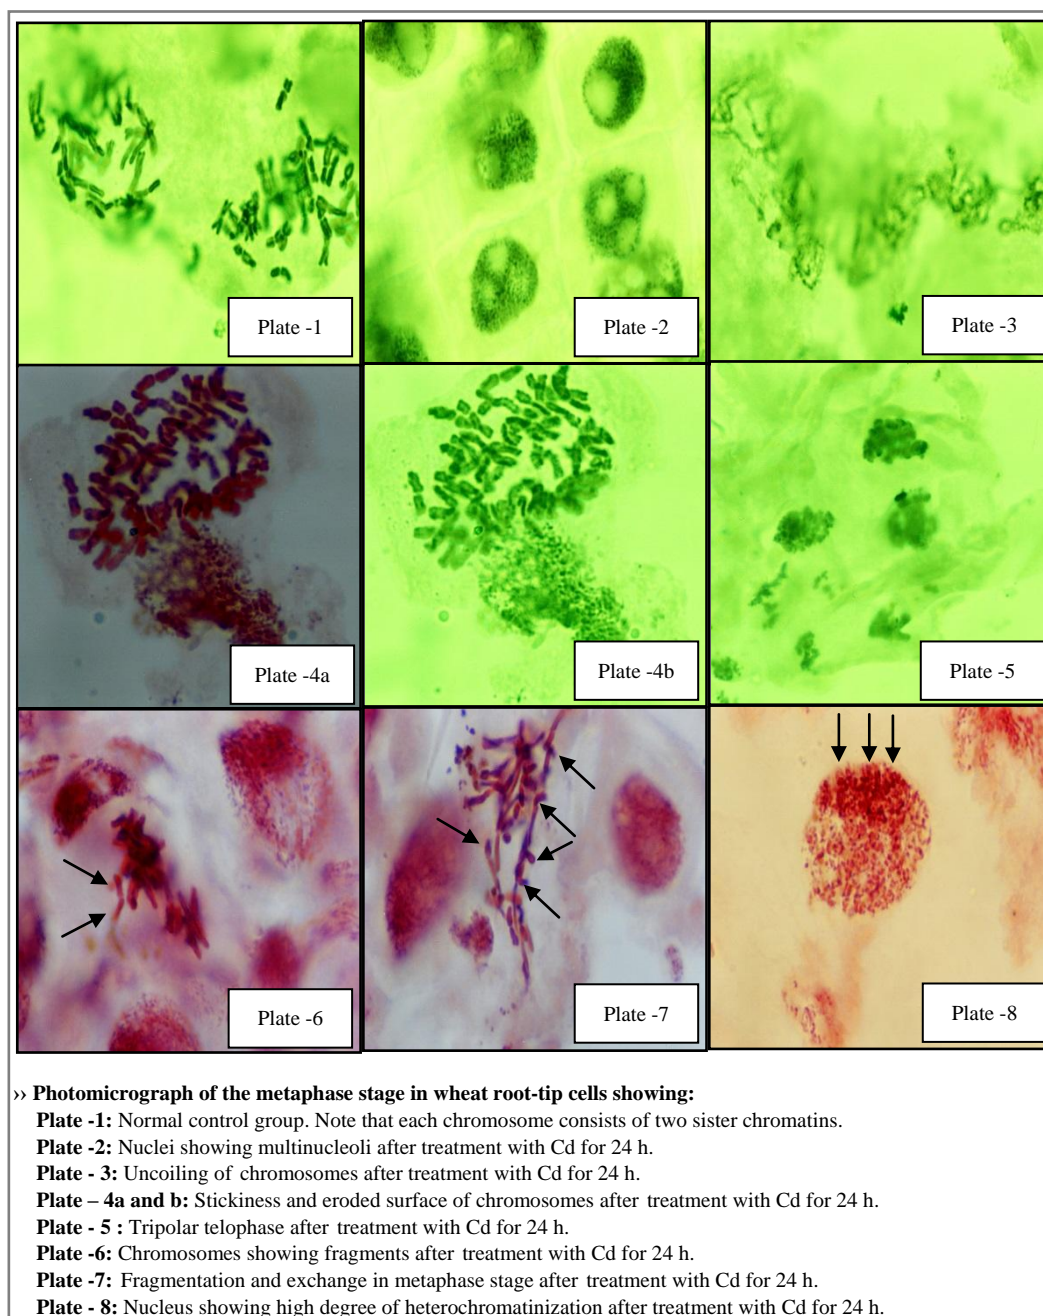 Plate -1
Plate -2
Plate -3
Plate -4a
Plate -4b
Plate -5
Plate -6
Plate -7
Plate -8
›› Photomicrograph of the metaphase stage in wheat root-tip cells showing:
Plate -1: Normal control group. Note that each chromosome consists of two sister chromatins.
Plate -2: Nuclei showing multinucleoli after treatment with Cd for 24 h.
Plate - 3: Uncoiling of chromosomes after treatment with Cd for 24 h.
Plate – 4a and b: Stickiness and eroded surface of chromosomes after treatment with Cd for 24 h.
Plate - 5 : Tripolar telophase after treatment with Cd for 24 h.
Plate -6: Chromosomes showing fragments after treatment with Cd for 24 h.
Plate -7: Fragmentation and exchange in metaphase stage after treatment with Cd for 24 h.
Plate - 8: Nucleus showing high degree of heterochromatinization after treatment with Cd for 24 h.